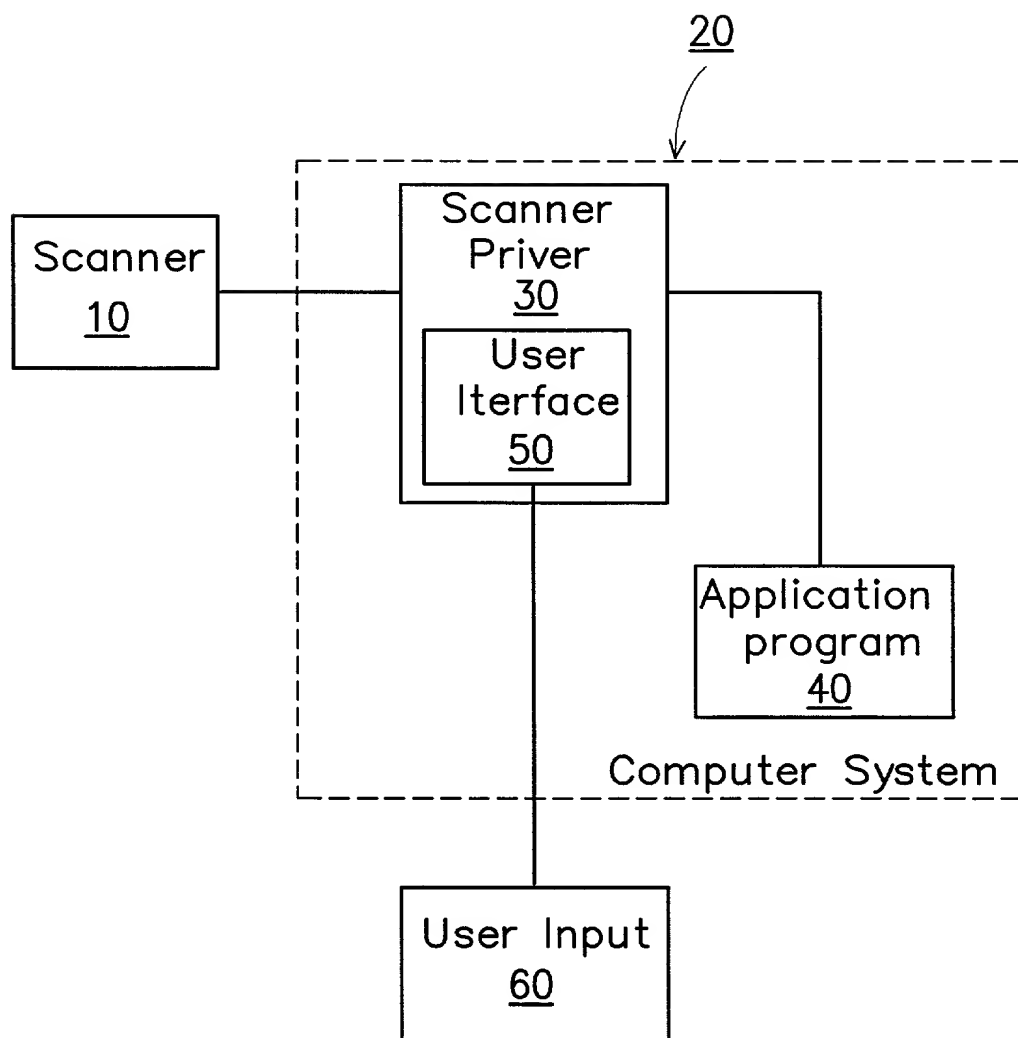 20
Scanner
10
Scanner
Priver
30
User
Iterface
50
Application
program
40
Computer System
User Input
60